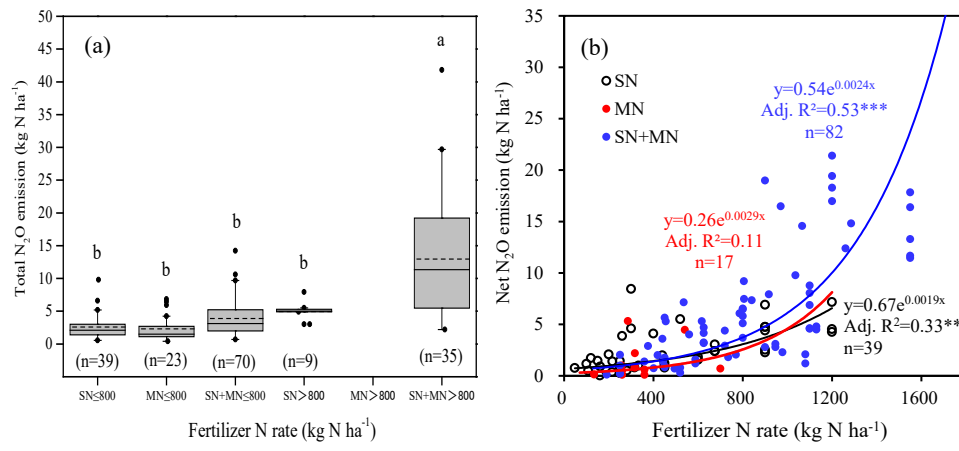 (a)
Total N₂O emission (kg N ha⁻¹)
50
45
40
35
30
25
20
15
10
5
0
b
b
b
b
a
(n=39)
(n=23)
(n=70)
(n=9)
(n=35)
SN≤800
MN≤800
SN+MN≤800
SN>800
MN>800
SN+MN>800
Fertilizer N rate (kg N ha⁻¹)
(b)
Net N₂O emission (kg N ha⁻¹)
35
30
25
20
15
10
5
0
SN
MN
SN+MN
y=0.54e⁰·⁰⁰²⁴ˣ
Adj. R²=0.53***
n=82
y=0.26e⁰·⁰⁰²⁹ˣ
Adj. R²=0.11
n=17
y=0.67e⁰·⁰⁰¹⁹ˣ
Adj. R²=0.33**
n=39
0
400
800
1200
1600
Fertilizer N rate (kg N ha⁻¹)